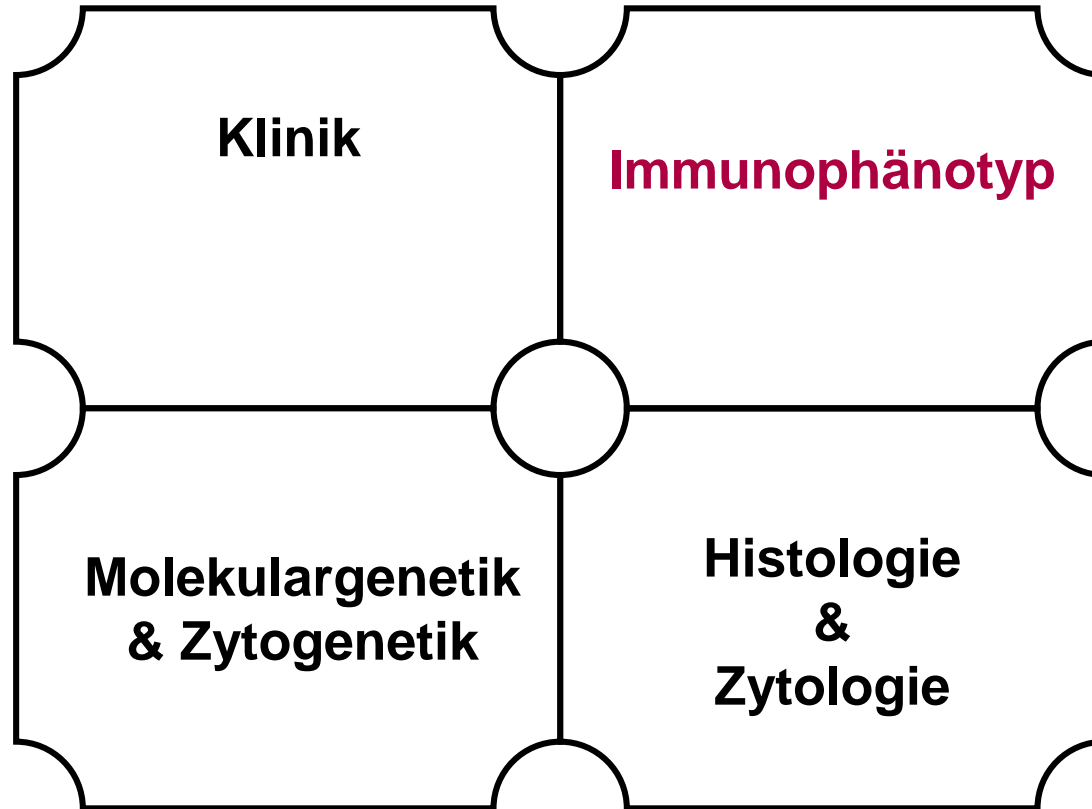 Klinik
Immunophänotyp
Molekulargenetik
& Zytogenetik
Histologie
&
Zytologie